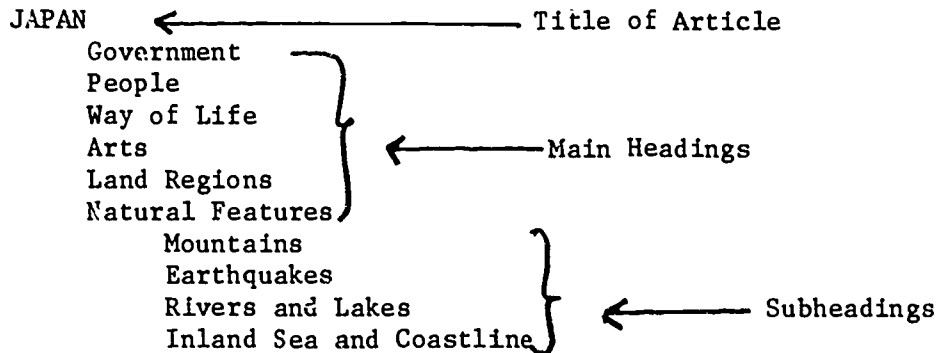 JAPAN Title of Article
Government
People
Way of Life
Arts Main Headings
Land Regions
Natural Features
Mountains
Earthquakes
Rivers and Lakes Subheadings
Inland Sea and Coastline